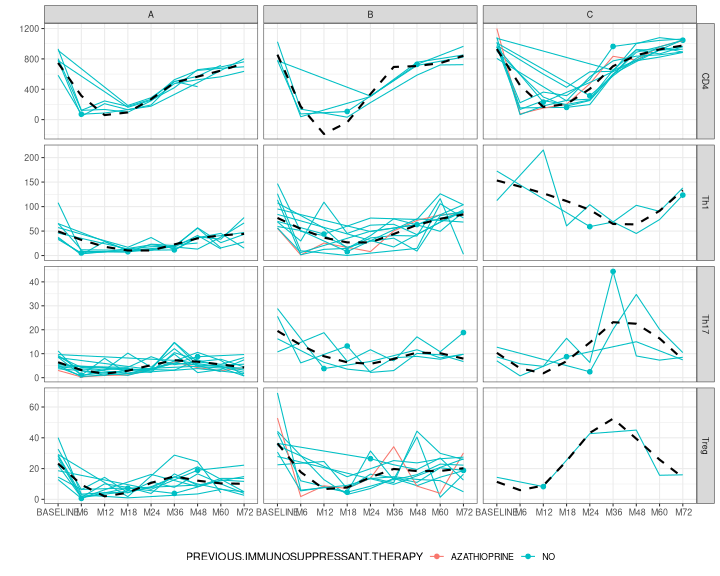 A B C
1200
800
400
0
CD4
200
150
100
50
0
Th1
40
30
20
10
0
Th17
60
40
20
0
Treg
BASELINE M6 M12 M18 M24 M36 M48 M60 M72 BASELINE M6 M12 M18 M24 M36 M48 M60 M72 BASELINE M6 M12 M18 M24 M36 M48 M60 M72
PREVIOUS.IMMUNOSUPPRESSANT.THERAPY AZATHIOPRINE NO